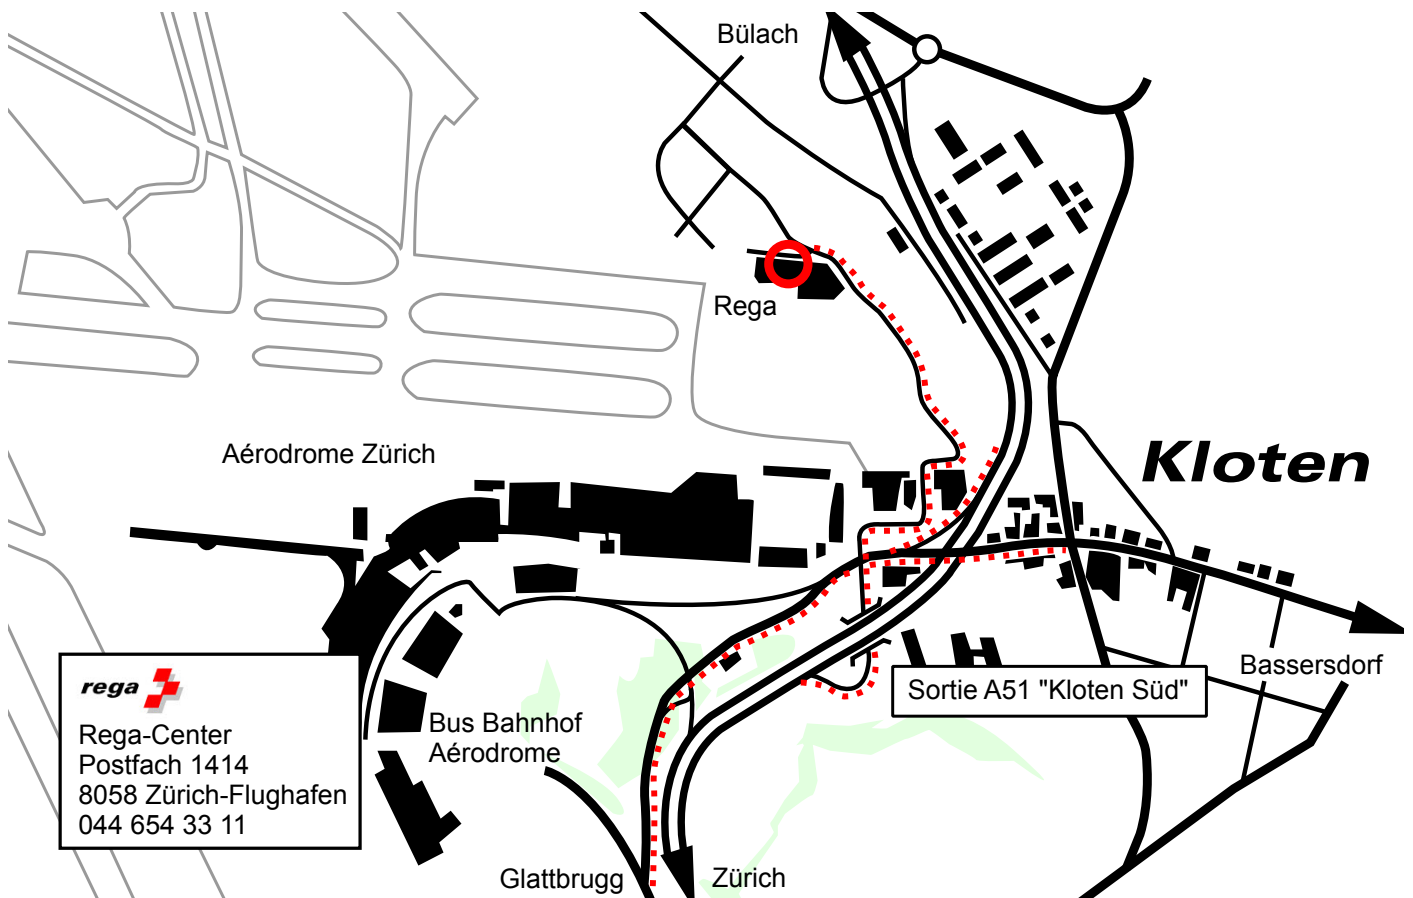 Bülach
Rega
Aérodrome Zürich
Kloten
Bassersdorf
Sortie A51 "Kloten Süd"
Bus Bahnhof
Aérodrome
rega
Rega-Center
Postfach 1414
8058 Zürich-Flughafen
044 654 33 11
Glattbrugg
Zürich